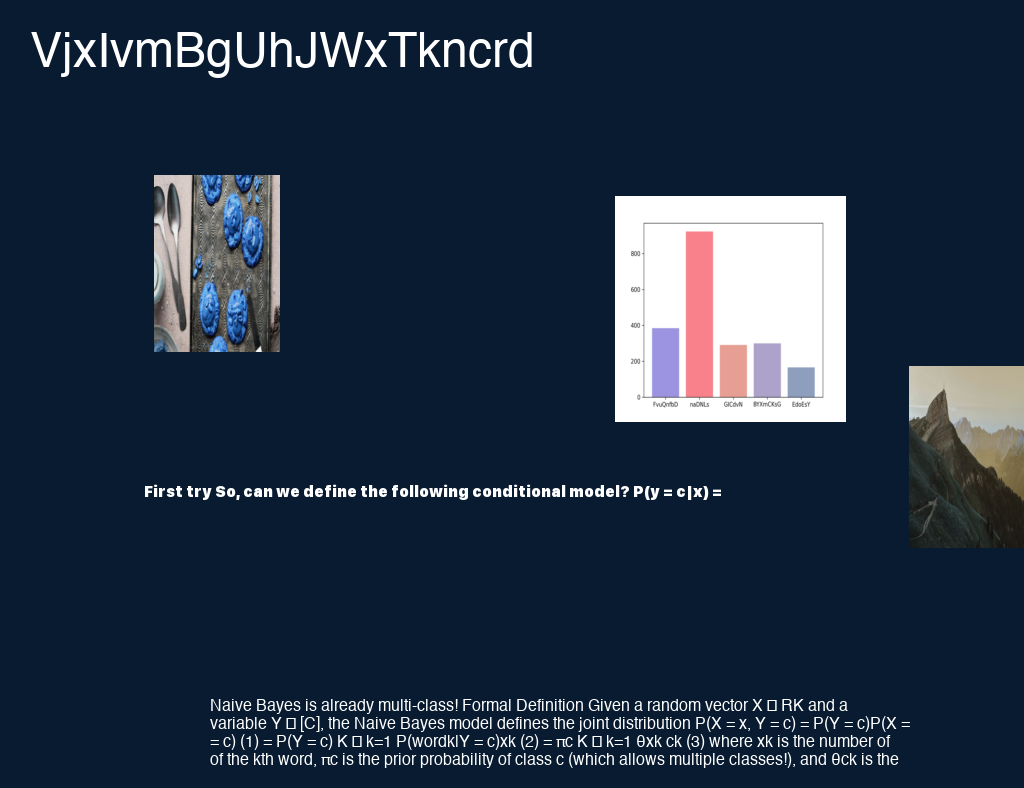 VjxIvmBgUhJWxTkncrd
800
600
400
200
0
FvuQnfbD naDNLs GlCdvN BYXmCKsG EdoEsY
First try So, can we define the following conditional model? P(y = c|x) =
Naive Bayes is already multi-class! Formal Definition Given a random vector X □ RK and a
variable Y □ [C], the Naive Bayes model defines the joint distribution P(X = x, Y = c) = P(Y = c)P(X =
= c) (1) = P(Y = c) K □ k=1 P(wordk|Y = c)xk (2) = πc K □ k=1 θxk ck (3) where xk is the number of
of the kth word, πc is the prior probability of class c (which allows multiple classes!), and θck is the